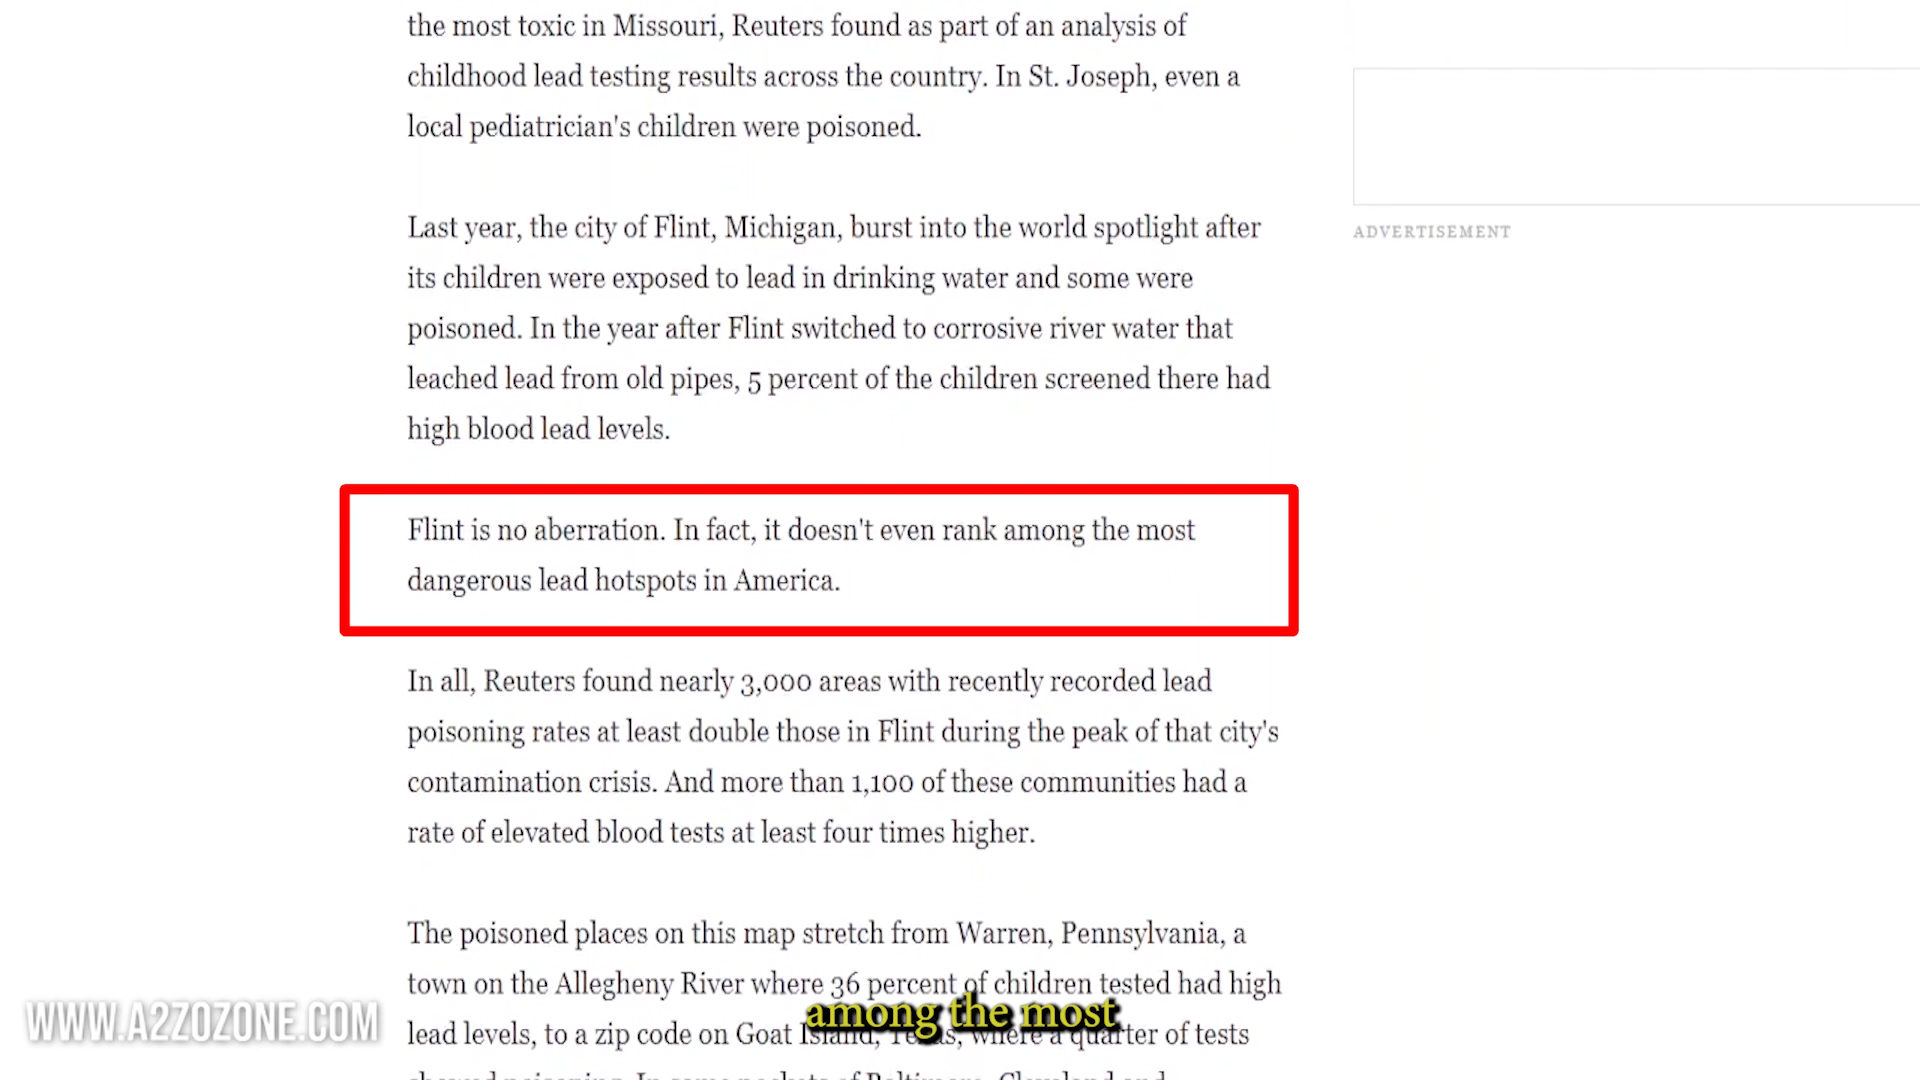 the most toxic in Missouri, Reuters found as part of an analysis of
childhood lead testing results across the country. In St. Joseph, even a
local pediatrician's children were poisoned.
Last year, the city of Flint, Michigan, burst into the world spotlight after
its children were exposed to lead in drinking water and some were
poisoned. In the year after Flint switched to corrosive river water that
leached lead from old pipes, 5 percent of the children screened there had
high blood lead levels.
Flint is no aberration. In fact, it doesn't even rank among the most
dangerous lead hotspots in America.
In all, Reuters found nearly 3,000 areas with recently recorded lead
poisoning rates at least double those in Flint during the peak of that city's
contamination crisis. And more than 1,100 of these communities had a
rate of elevated blood tests at least four times higher.
The poisoned places on this map stretch from Warren, Pennsylvania, a
town on the Allegheny River where 36 percent of children tested had high
lead levels, to a zip code on Goat Island, Texas, where a quarter of tests
ADVERTISEMENT
among the most
WWW.A2ZOZONE.COM